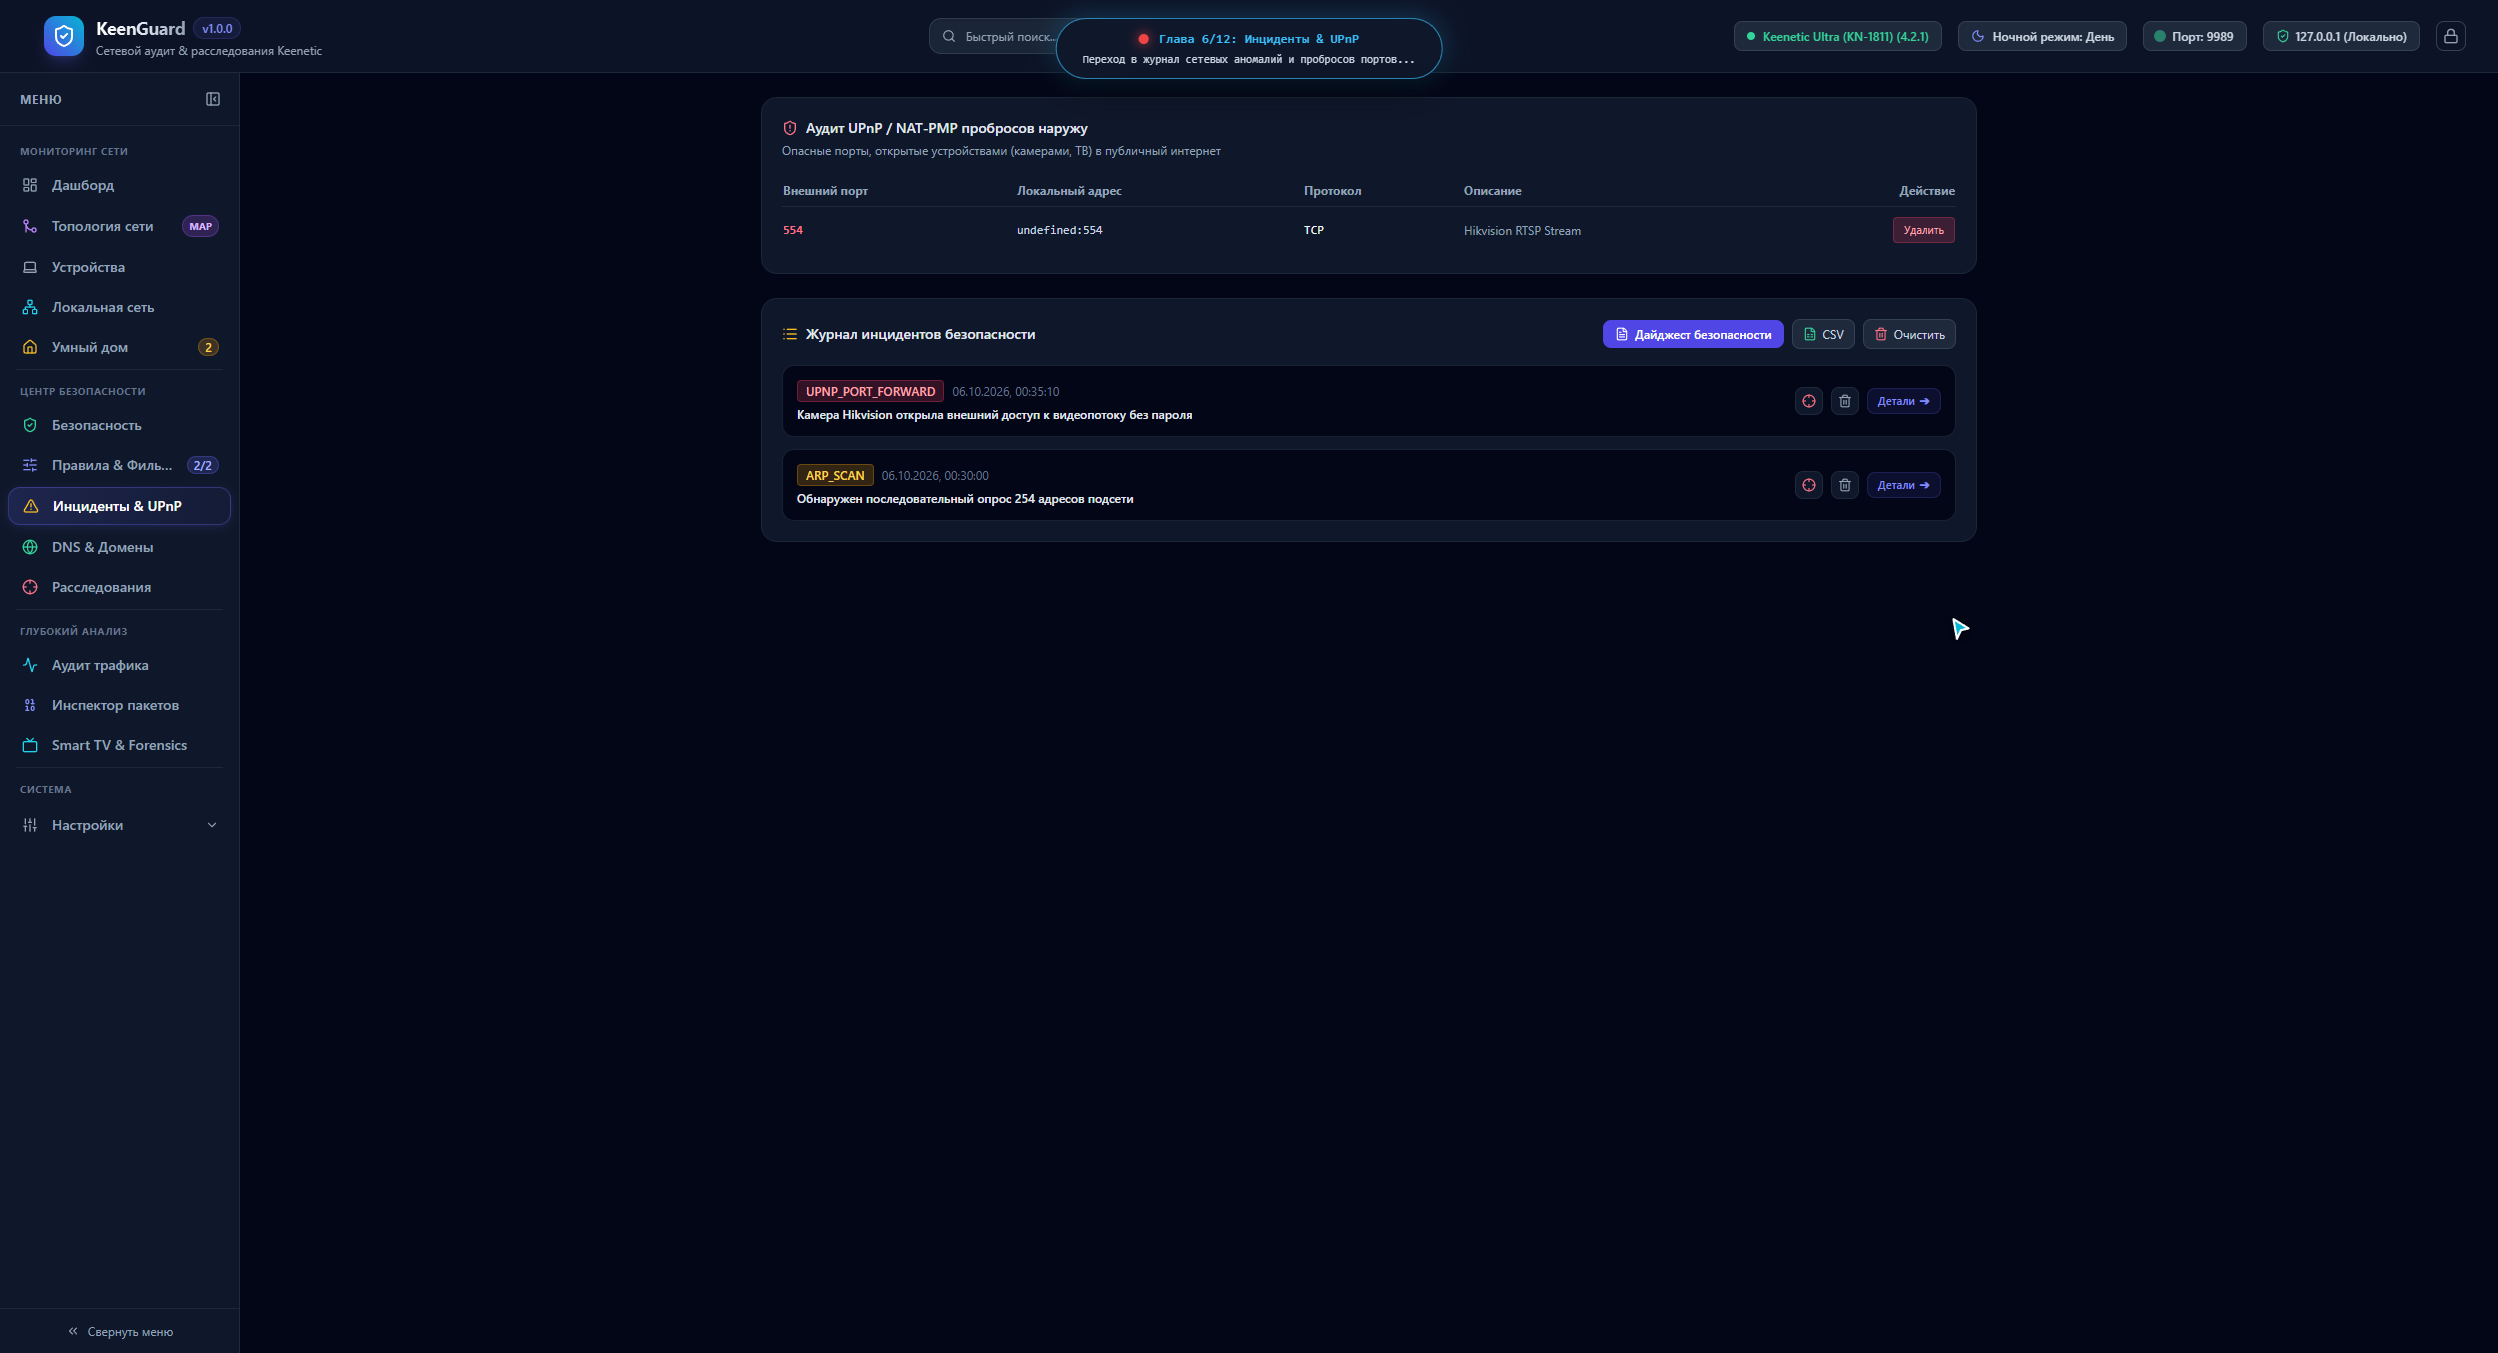 KeenGuard v1.0.0
Сетевой аудит & расследования Keenetic
Быстрый поиск...
Глава 6/12: Инциденты & UPnP
Переход в журнал сетевых аномалий и пробросов портов...
Keenetic Ultra (KN-1811) (4.2.1)
Ночной режим: День
Порт: 9989
127.0.0.1 (Локально)
МЕНЮ
МОНИТОРИНГ СЕТИ
Дашборд
Топология сети MAP
Устройства
Локальная сеть
Умный дом 2
ЦЕНТР БЕЗОПАСНОСТИ
Безопасность
Правила & Филь... 2/2
Инциденты & UPnP
DNS & Домены
Расследования
ГЛУБОКИЙ АНАЛИЗ
Аудит трафика
Инспектор пакетов
Smart TV & Forensics
СИСТЕМА
Настройки
Свернуть меню
Аудит UPnP / NAT-PMP пробросов наружу
Опасные порты, открытые устройствами (камерами, ТВ) в публичный интернет
Внешний порт Локальный адрес Протокол Описание Действие
554 undefined:554 TCP Hikvision RTSP Stream Удалить
Журнал инцидентов безопасности
Дайджест безопасности CSV Очистить
UPNP_PORT_FORWARD 06.10.2026, 00:35:10
Камера Hikvision открыла внешний доступ к видеопотоку без пароля
Детали ➔
ARP_SCAN 06.10.2026, 00:30:00
Обнаружен последовательный опрос 254 адресов подсети
Детали ➔